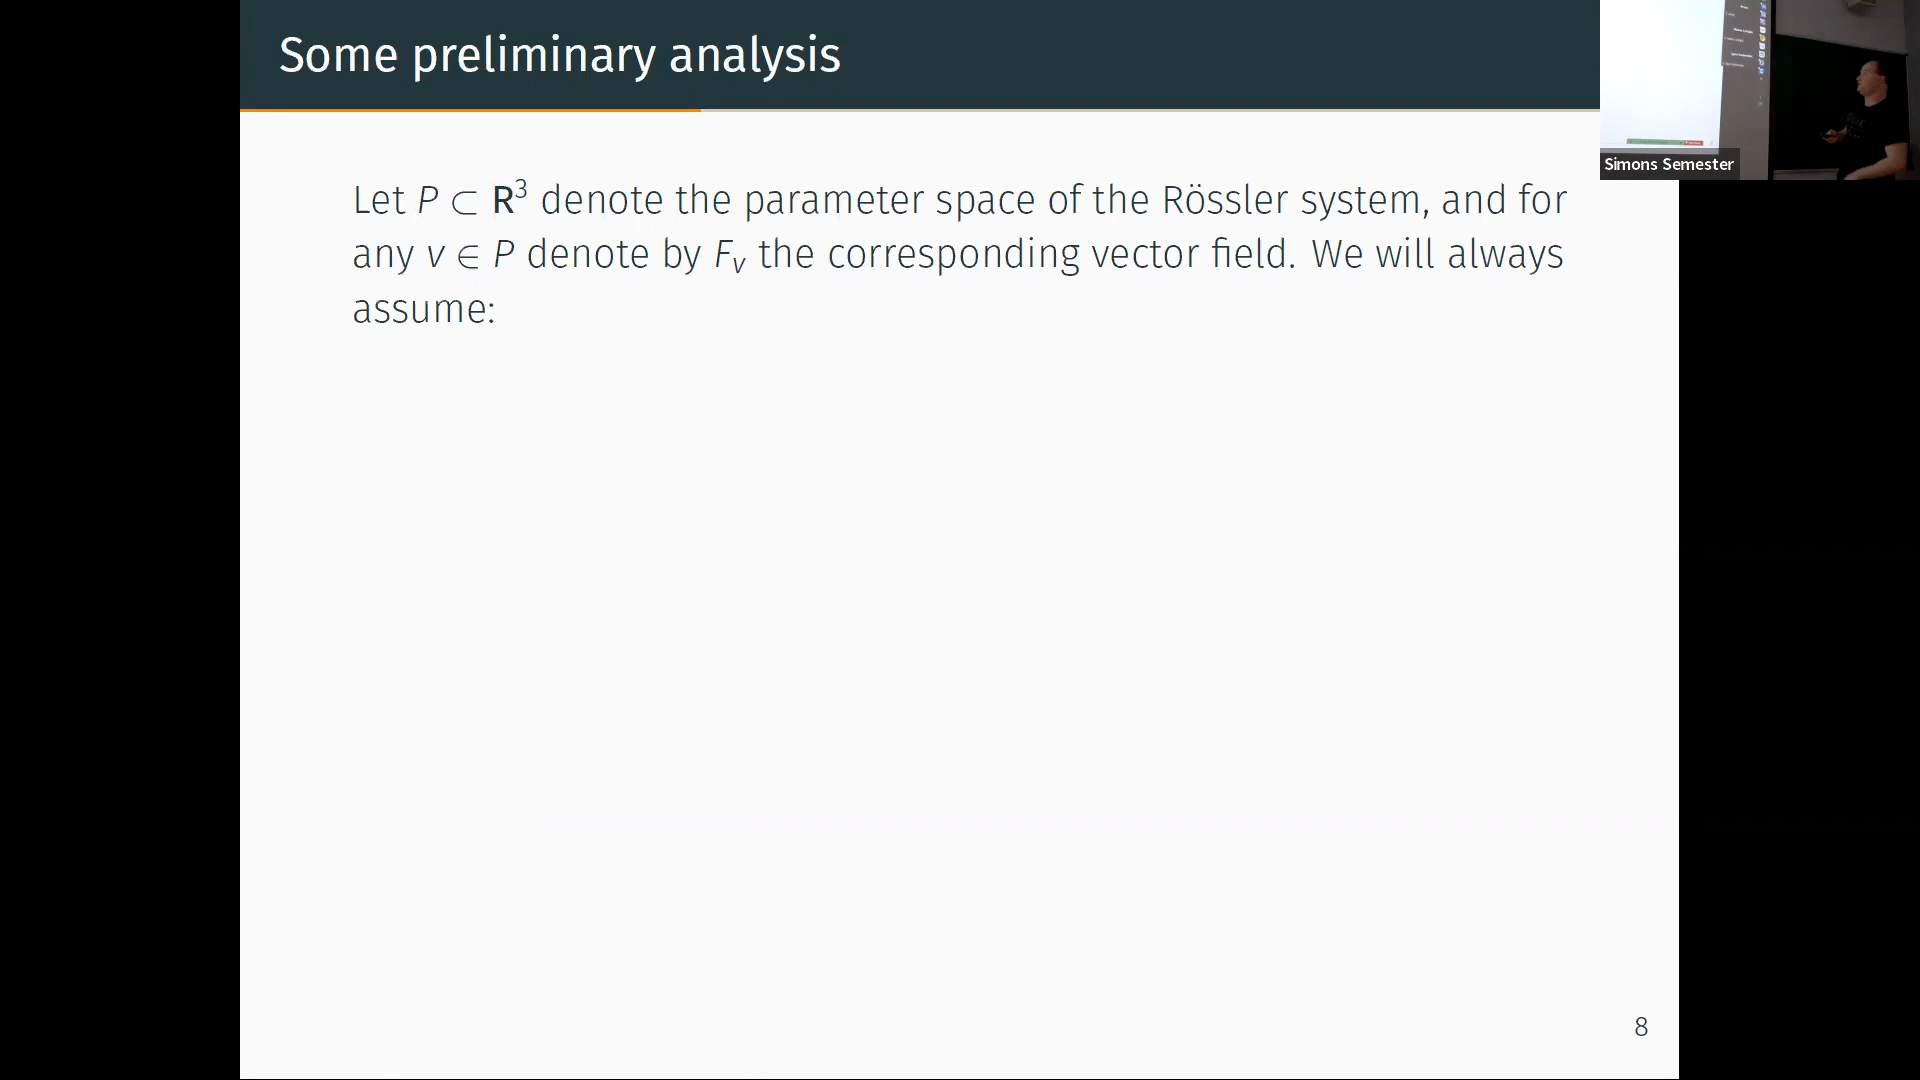 Some preliminary analysis
Let P ⊂ R³ denote the parameter space of the Rössler system, and for
any v ∈ P denote by Fᵥ the corresponding vector field. We will always
assume:
Simons Semester
8